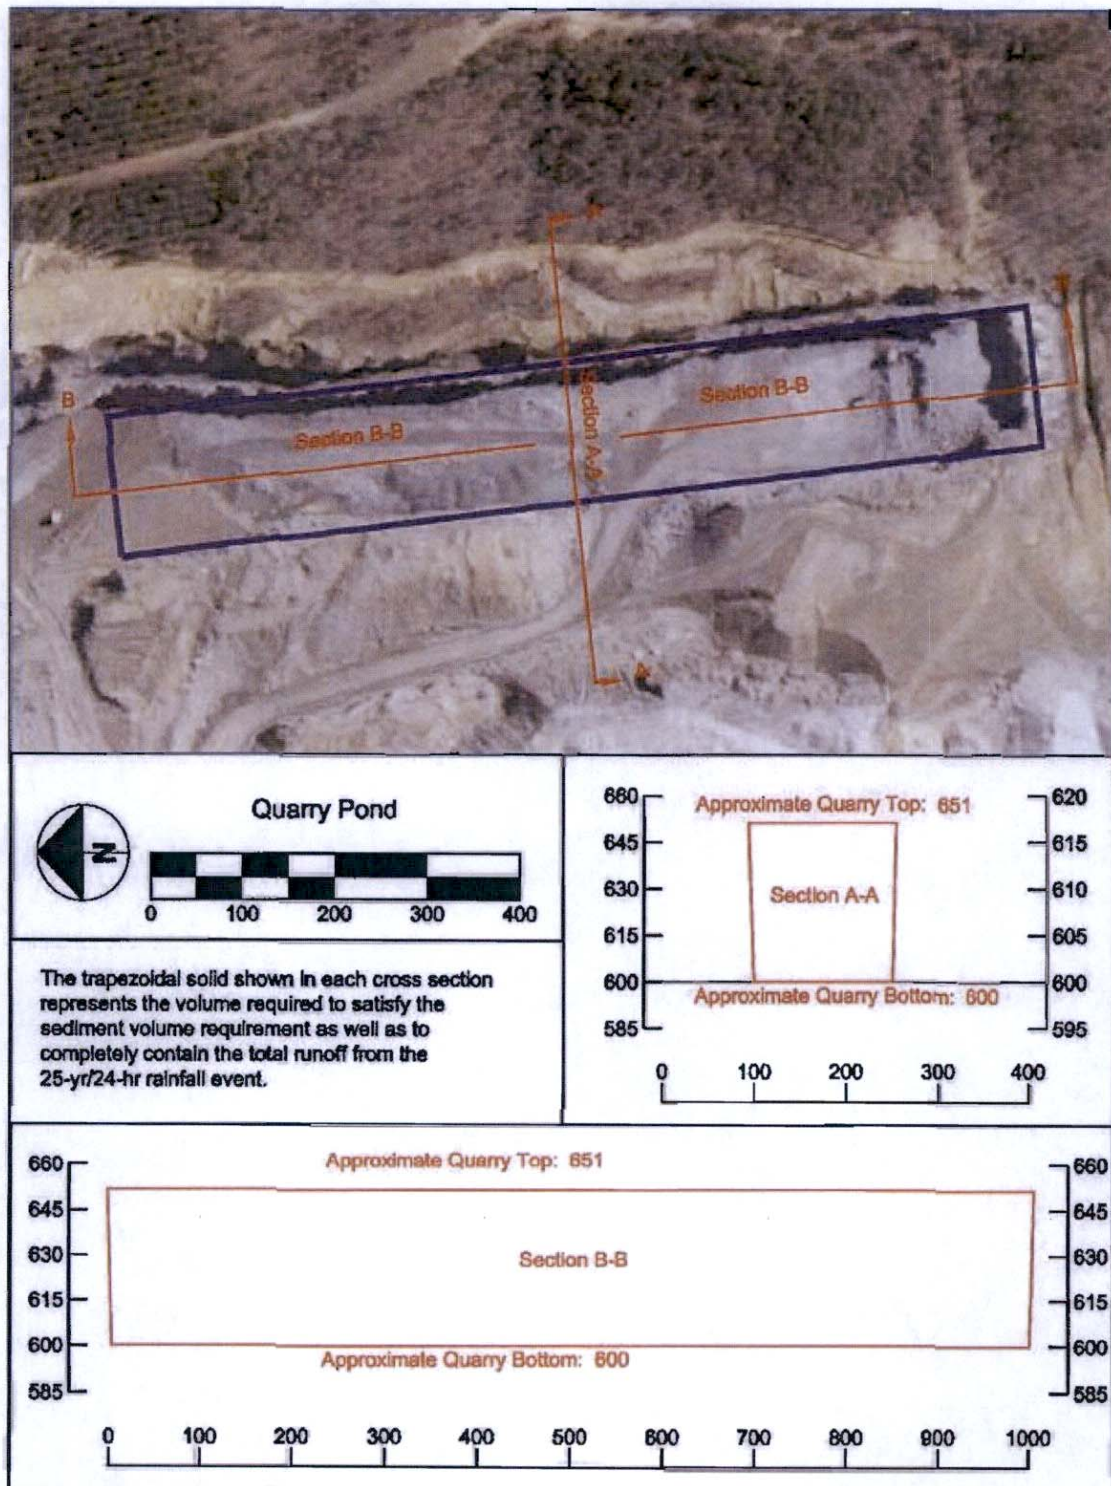 B
Section B-B
Section A-A
Section B-B
A
Quarry Pond
N
0 100 200 300 400
The trapezoidal solid shown in each cross section
represents the volume required to satisfy the
sediment volume requirement as well as to
completely contain the total runoff from the
25-yr/24-hr rainfall event.
Approximate Quarry Top: 651
660 620
645 615
630 Section A-A 610
615 605
600 600
Approximate Quarry Bottom: 600
585 595
0 100 200 300 400
Approximate Quarry Top: 651
660 660
645 645
630 Section B-B 630
615 615
600 600
Approximate Quarry Bottom: 600
585 585
0 100 200 300 400 500 600 700 800 900 1000